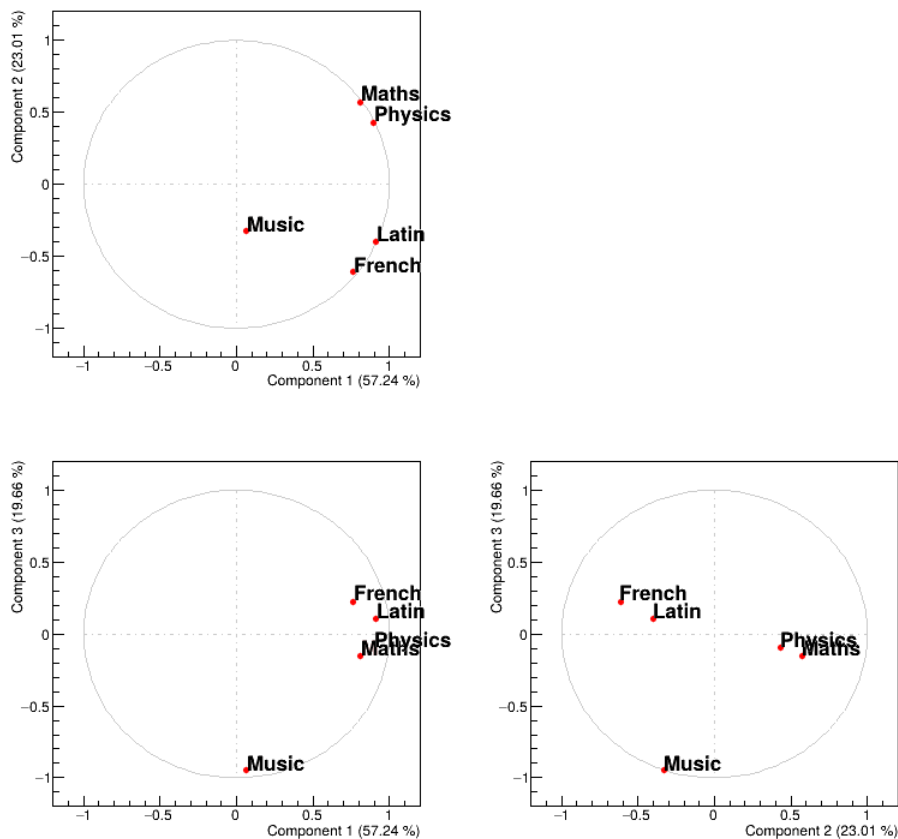 Component 2 (23.01 %)
1
0.5
0
−0.5
−1
Maths
Physics
Music
Latin
French
−1
−0.5
0
0.5
1
Component 1 (57.24 %)
Component 3 (19.66 %)
1
0.5
0
−0.5
−1
French
Latin
Physics
Maths
Music
−1
−0.5
0
0.5
1
Component 1 (57.24 %)
Component 3 (19.66 %)
1
0.5
0
−0.5
−1
French
Latin
Physics
Maths
Music
−1
−0.5
0
0.5
1
Component 2 (23.01 %)